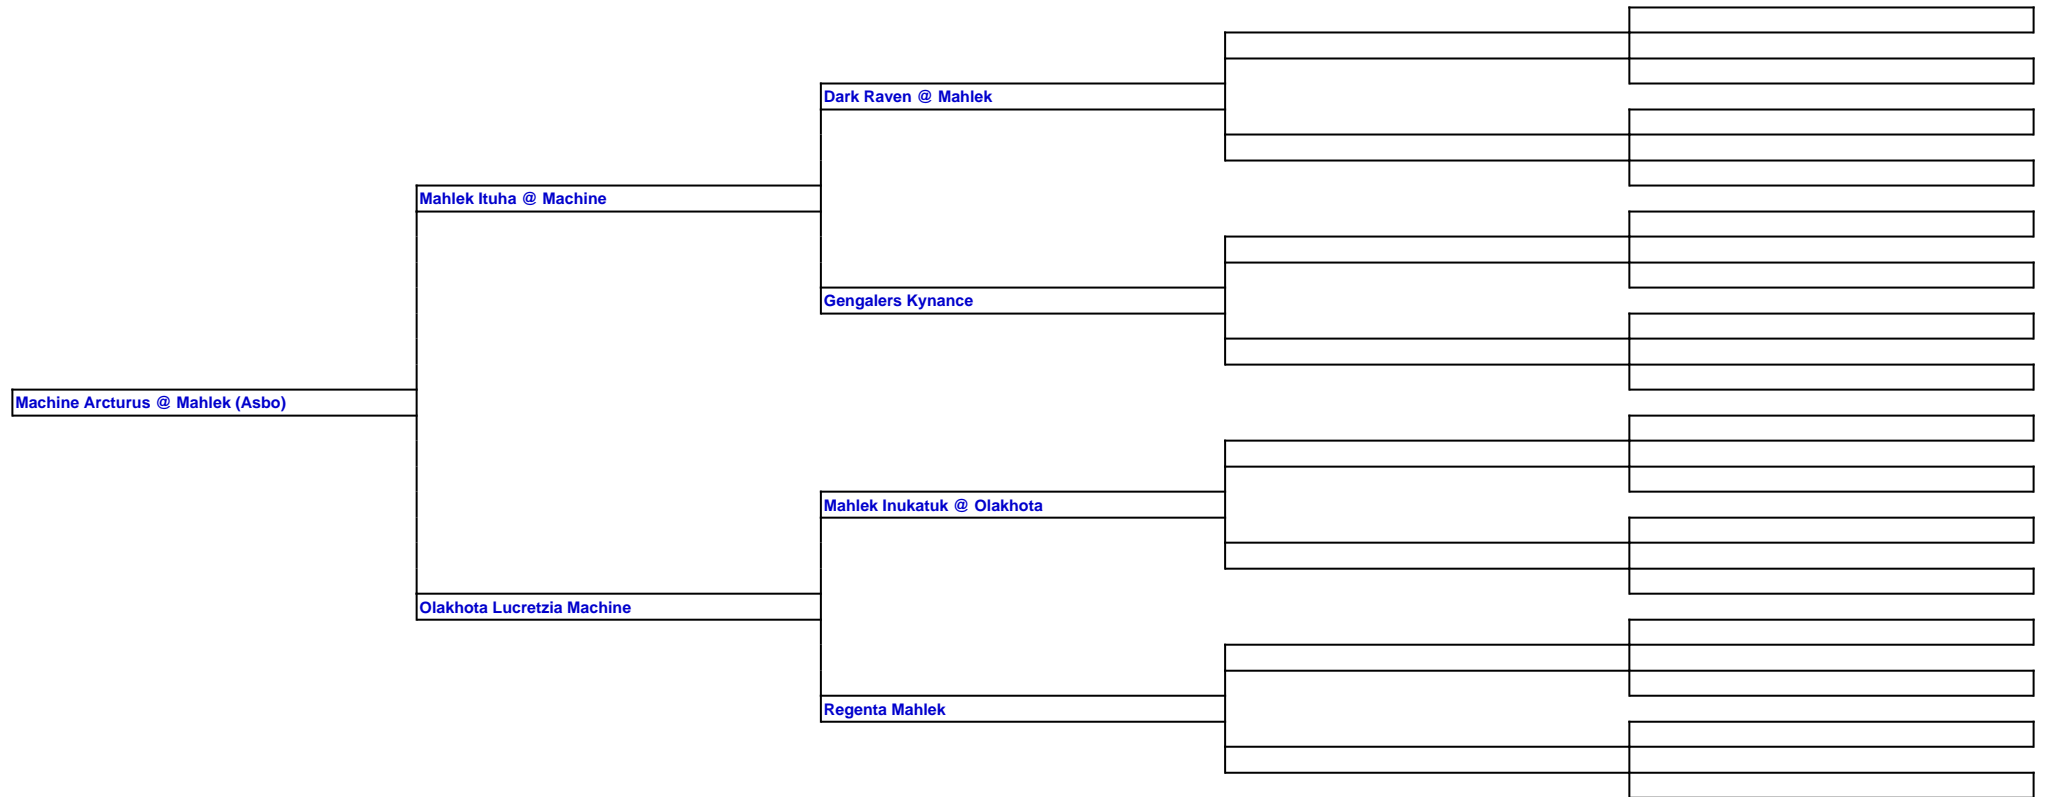 Dark Raven @ Mahlek
Mahlek Ituha @ Machine
Gengalers Kynance
Machine Arcturus @ Mahlek (Asbo)
Mahlek Inukatuk @ Olakhota
Olakhota Lucretzia Machine
Regenta Mahlek